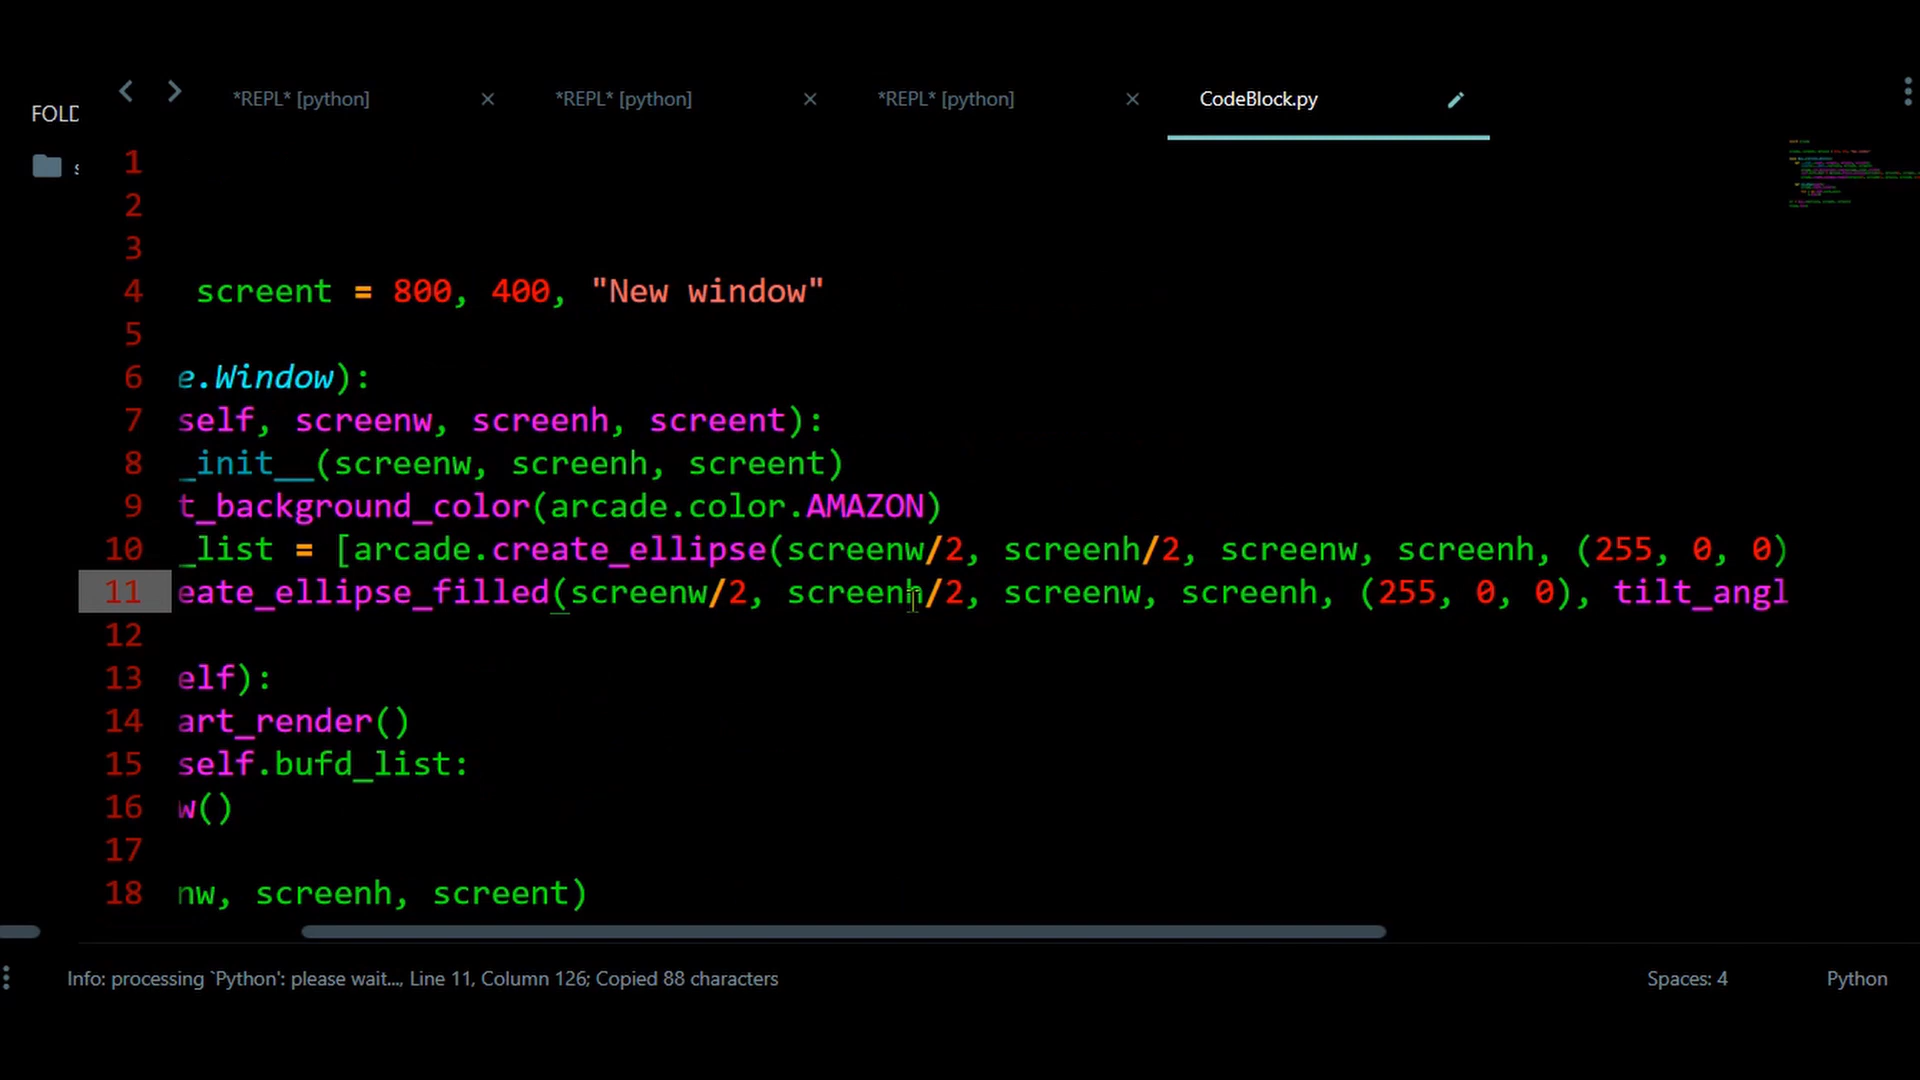 FOLD
*REPL* [python]
*REPL* [python]
*REPL* [python]
CodeBlock.py
1
2
3
4 screent = 800, 400, "New window"
5
6 e.Window):
7 self, screenw, screenh, screent):
8 _init__(screenw, screenh, screent)
9 t_background_color(arcade.color.AMAZON)
10 _list = [arcade.create_ellipse(screenw/2, screenh/2, screenw, screenh, (255, 0, 0)
11 eate_ellipse_filled(screenw/2, screenh/2, screenw, screenh, (255, 0, 0), tilt_angl
12
13 elf):
14 art_render()
15 self.bufd_list:
16 w()
17
18 nw, screenh, screent)
Info: processing `Python': please wait..., Line 11, Column 126; Copied 88 characters
Spaces: 4
Python